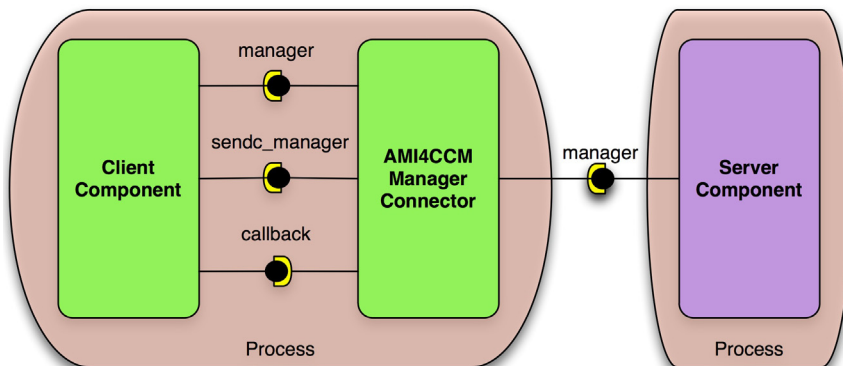 manager
sendc_manager
callback
Client
Component
AMI4CCM
Manager
Connector
Process
manager
Server
Component
Process